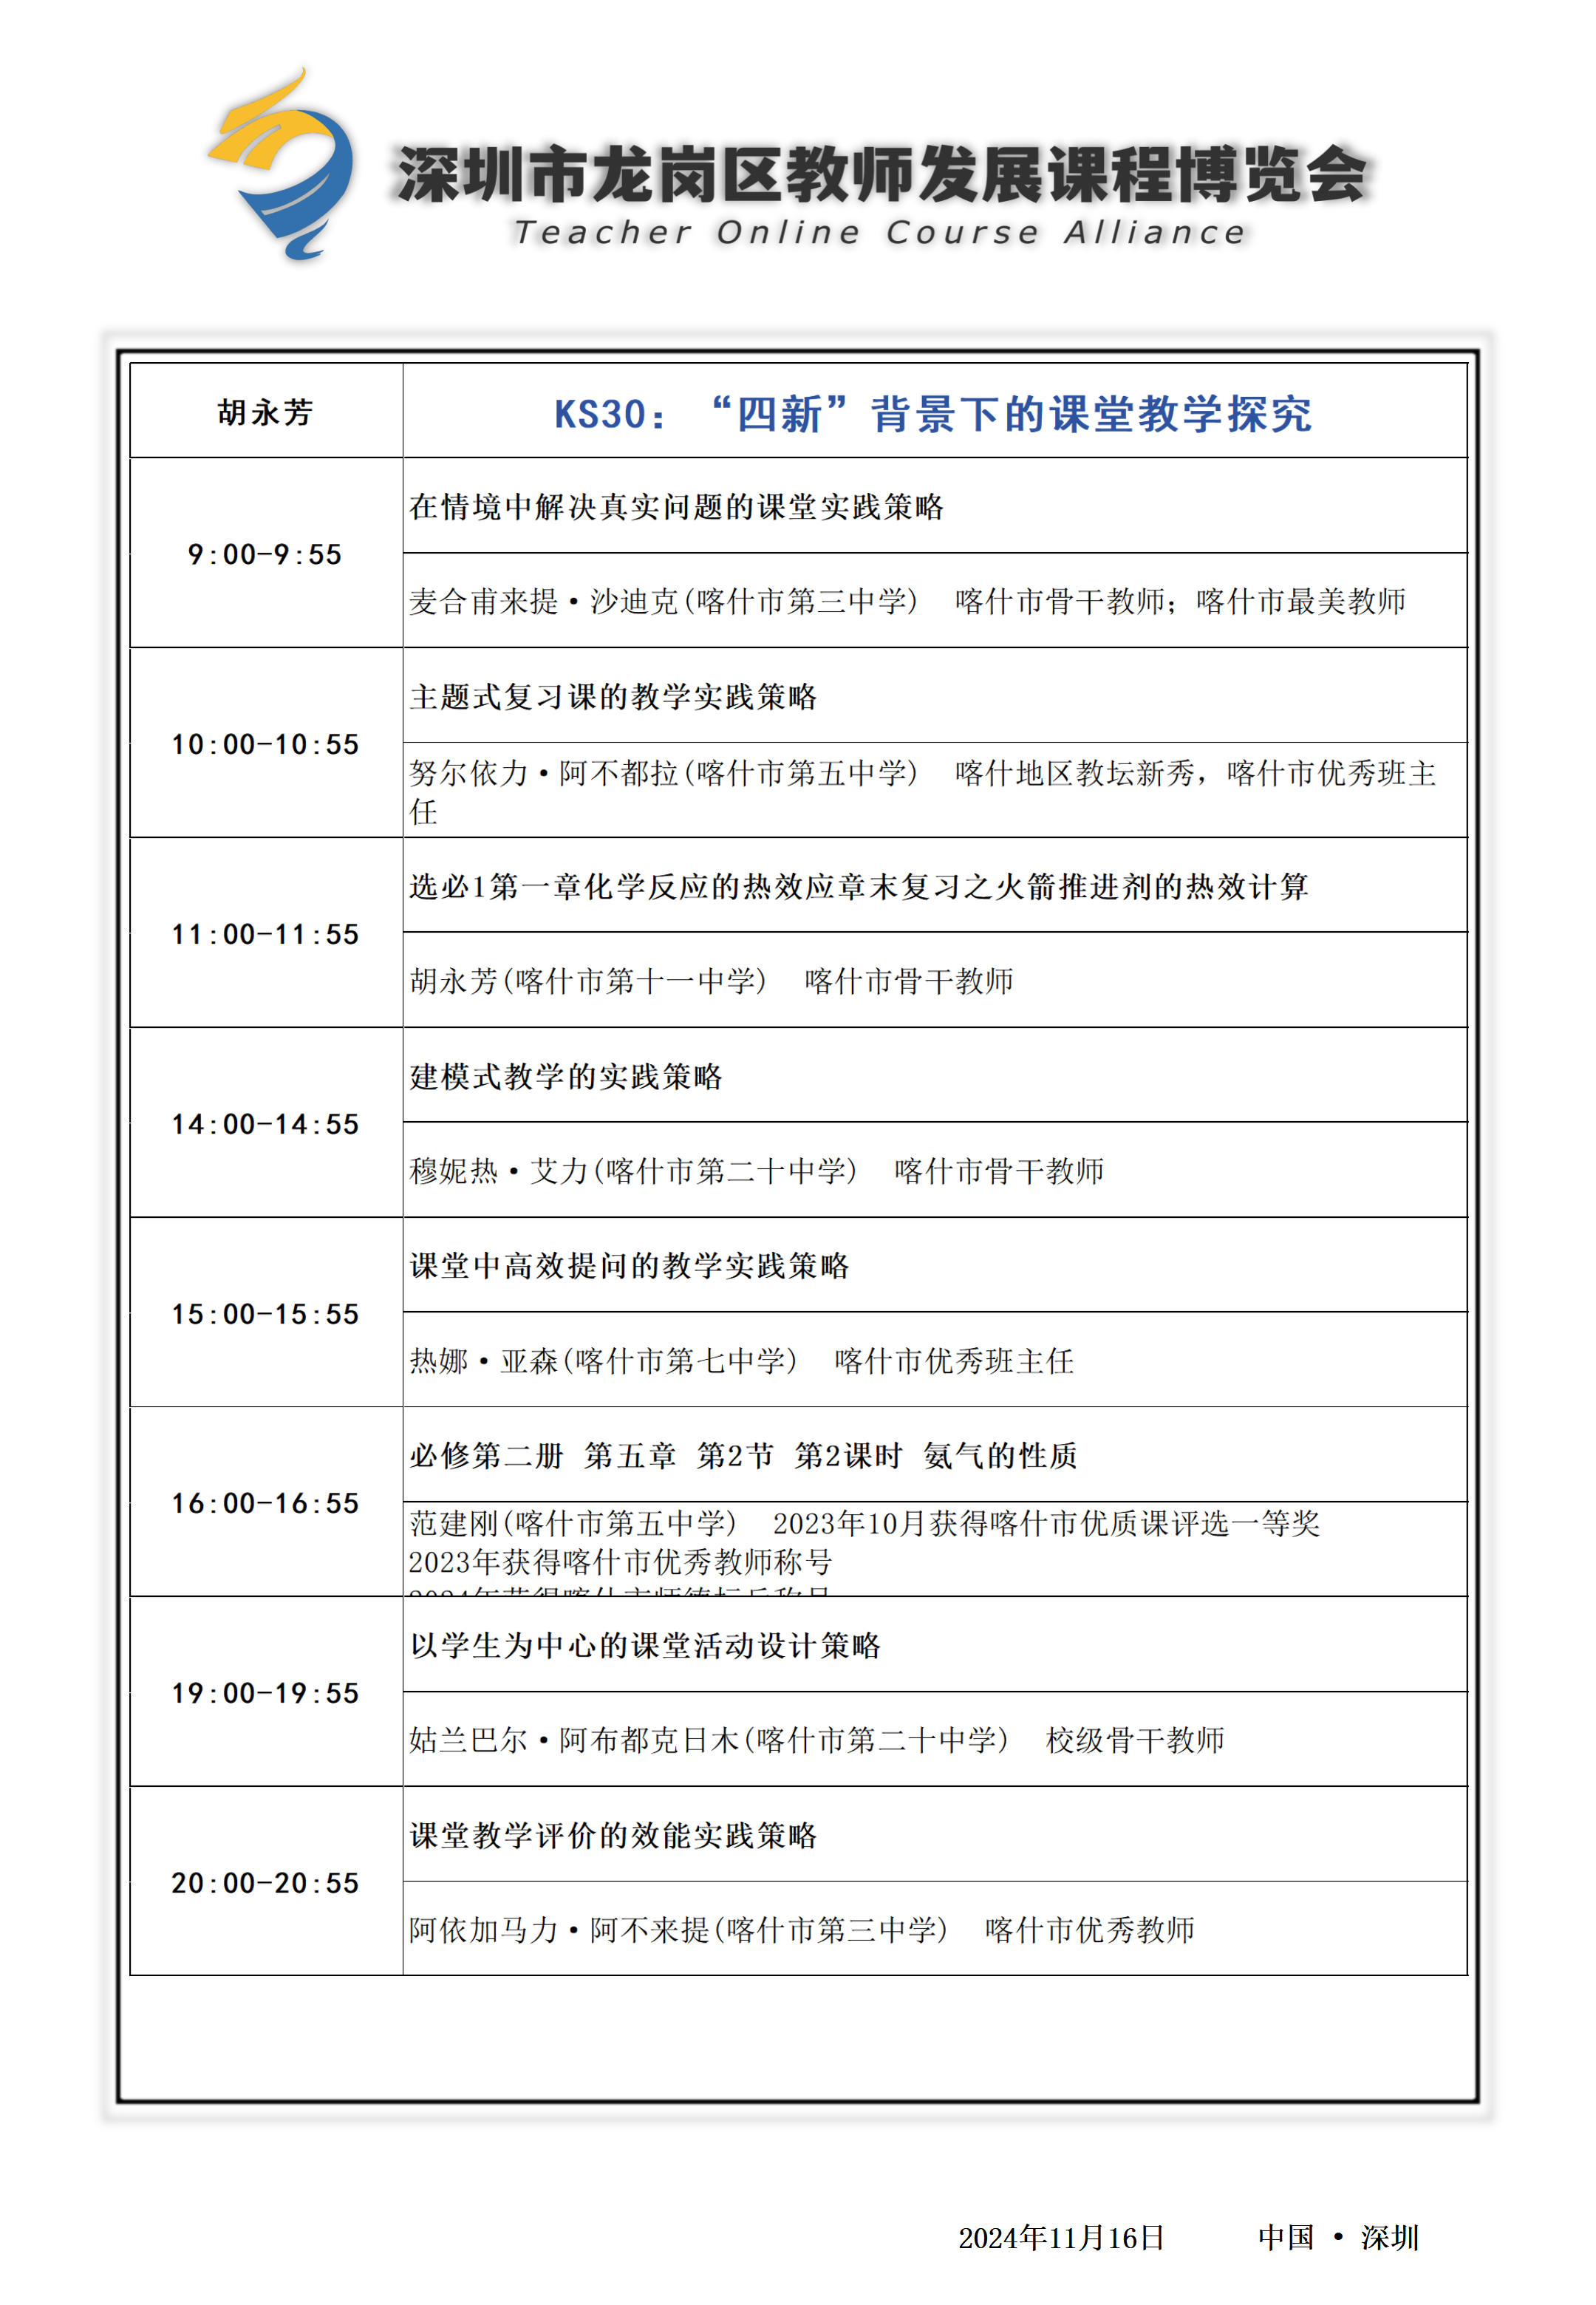 深圳市龙岗区教师发展课程博览会
Teacher Online Course Alliance
胡永芳
KS30：“四新”背景下的课堂教学探究
9:00-9:55
在情境中解决真实问题的课堂实践策略
麦合甫来提·沙迪克(喀什市第三中学) 喀什市骨干教师；喀什市最美教师
10:00-10:55
主题式复习课的教学实践策略
努尔依力·阿不都拉(喀什市第五中学) 喀什地区教坛新秀，喀什市优秀班主
任
11:00-11:55
选必1第一章化学反应的热效应章末复习之火箭推进剂的热效计算
胡永芳(喀什市第十一中学) 喀什市骨干教师
14:00-14:55
建模式教学的实践策略
穆妮热·艾力(喀什市第二十中学) 喀什市骨干教师
15:00-15:55
课堂中高效提问的教学实践策略
热娜·亚森(喀什市第七中学) 喀什市优秀班主任
16:00-16:55
必修第二册 第五章 第2节 第2课时 氨气的性质
范建刚(喀什市第五中学) 2023年10月获得喀什市优质课评选一等奖
2023年获得喀什市优秀教师称号
19:00-19:55
以学生为中心的课堂活动设计策略
姑兰巴尔·阿布都克日木(喀什市第二十中学) 校级骨干教师
20:00-20:55
课堂教学评价的效能实践策略
阿依加马力·阿不来提(喀什市第三中学) 喀什市优秀教师
2024年11月16日 中国 · 深圳